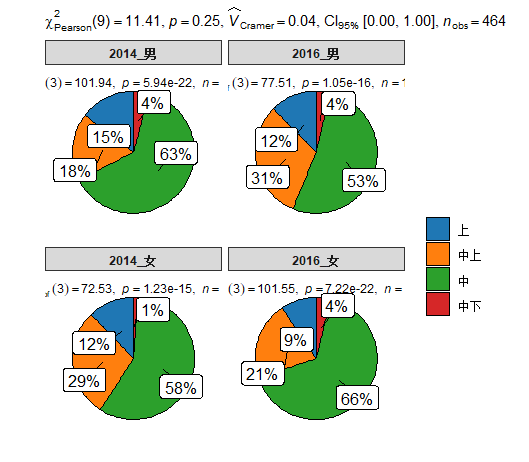 χ²Pearson(9) = 11.41, p = 0.25, V̂Cramer = 0.04, CI95% [0.00, 1.00], nobs = 464
2014_男 2016_男
(3) = 101.94, p = 5.94e-22, n = (3) = 77.51, p = 1.05e-16, n = 1
4% 4%
15% 12%
63% 53%
18% 31%
上
中上
中
中下
2014_女 2016_女
(3) = 72.53, p = 1.23e-15, n = (3) = 101.55, p = 7.22e-22, n =
1% 4%
12% 9%
29% 21%
58% 66%